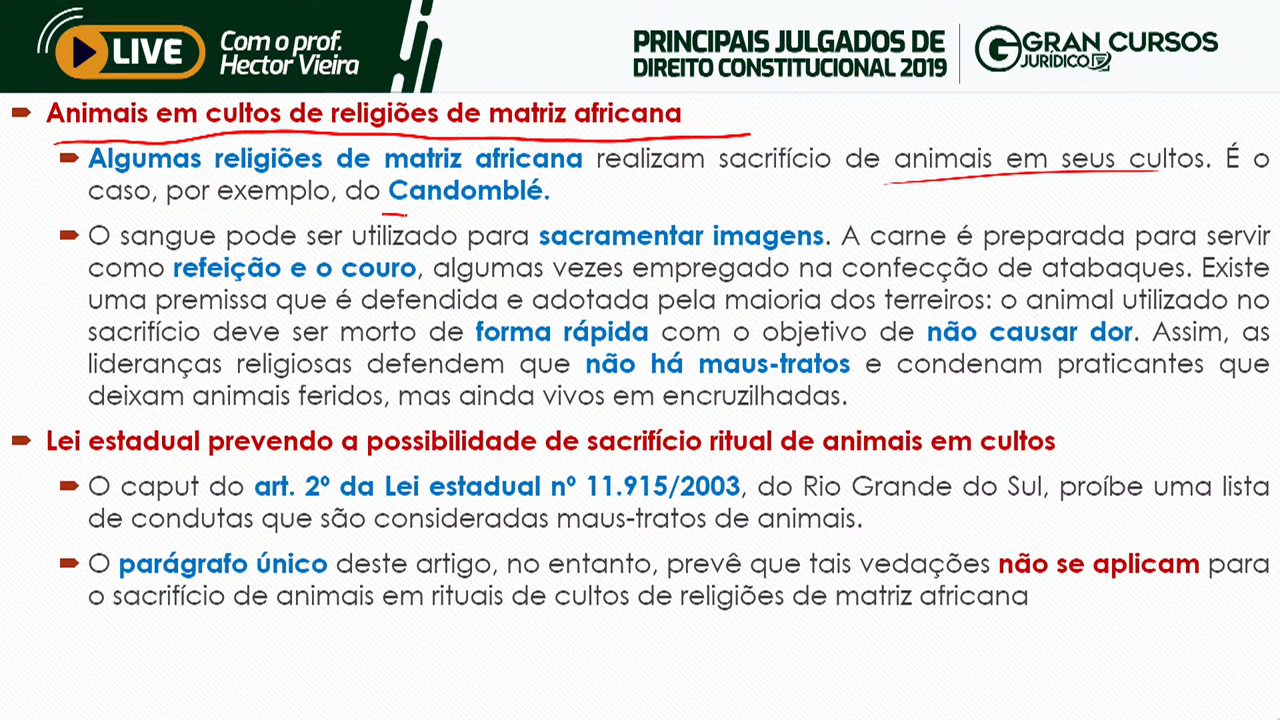 LIVE
Com o prof.
Hector Vieira
PRINCIPAIS JULGADOS DE
DIREITO CONSTITUCIONAL 2019
GRAN CURSOS
JURÍDICO
Animais em cultos de religiões de matriz africana
Algumas religiões de matriz africana realizam sacrifício de animais em seus cultos. É o
caso, por exemplo, do Candomblé.
O sangue pode ser utilizado para sacramentar imagens. A carne é preparada para servir
como refeição e o couro, algumas vezes empregado na confecção de atabaques. Existe
uma premissa que é defendida e adotada pela maioria dos terreiros: o animal utilizado no
sacrifício deve ser morto de forma rápida com o objetivo de não causar dor. Assim, as
lideranças religiosas defendem que não há maus-tratos e condenam praticantes que
deixam animais feridos, mas ainda vivos em encruzilhadas.
Lei estadual prevendo a possibilidade de sacrifício ritual de animais em cultos
O caput do art. 2º da Lei estadual nº 11.915/2003, do Rio Grande do Sul, proíbe uma lista
de condutas que são consideradas maus-tratos de animais.
O parágrafo único deste artigo, no entanto, prevê que tais vedações não se aplicam para
o sacrifício de animais em rituais de cultos de religiões de matriz africana